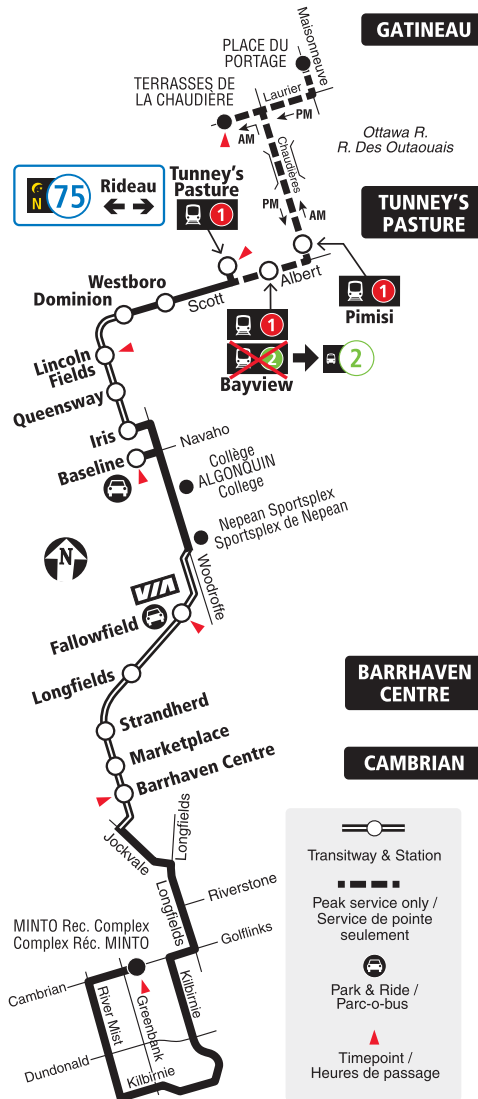 GATINEAU
Maisonneuve
PLACE DU
PORTAGE
TERRASSES DE
LA CHAUDIÈRE
Laurier
PM
AM
Chaudières
Ottawa R.
R. Des Outaouais
N
75
Rideau
Tunney's
Pasture
1
TUNNEY'S
PASTURE
PM
AM
Westboro
Dominion
Scott
Albert
1
Pimisi
1
2
2
Bayview
Lincoln
Fields
Queensway
Iris
Navaho
Baseline
Collège
ALGONQUIN
College
Nepean Sportsplex
Sportsplex de Nepean
N
Woodroffe
VIA
Fallowfield
Longfields
BARRHAVEN
CENTRE
Strandherd
Marketplace
CAMBRIAN
Barrhaven Centre
Longfields
Jockvale
Transitway & Station
Longfields
Riverstone
Peak service only /
Service de pointe
seulement
MINTO Rec. Complex
Complex Réc. MINTO
Golflinks
Cambrian
River Mist
Greenbank
Kilbirnie
Park & Ride /
Parc-o-bus
Dundonald
Kilbirnie
Timepoint /
Heures de passage